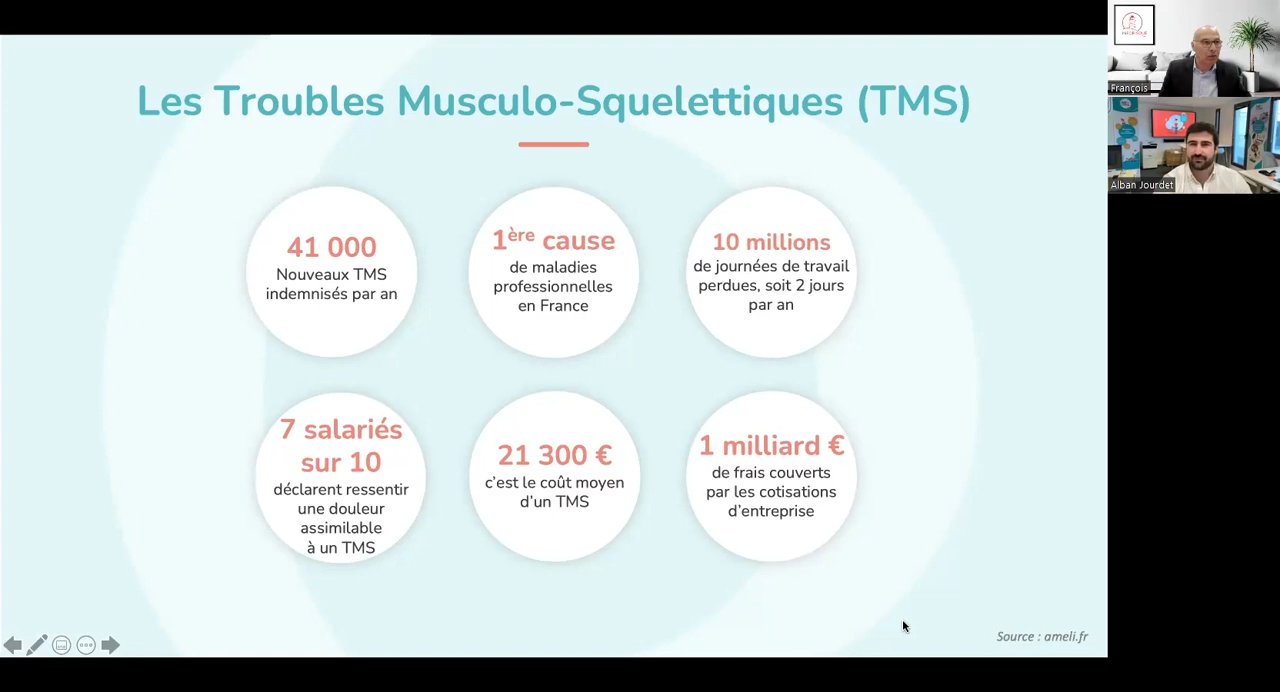 Les Troubles Musculo-Squelettiques (TMS)
41 000
Nouveaux TMS
indemnisés par an
1ère cause
de maladies
professionnelles
en France
10 millions
de journées de travail
perdues, soit 2 jours
par an
7 salariés
sur 10
déclarent ressentir
une douleur
assimilable
à un TMS
21 300 €
c’est le coût moyen
d’un TMS
1 milliard €
de frais couverts
par les cotisations
d’entreprise
Source : ameli.fr
François
Alban Jourdet